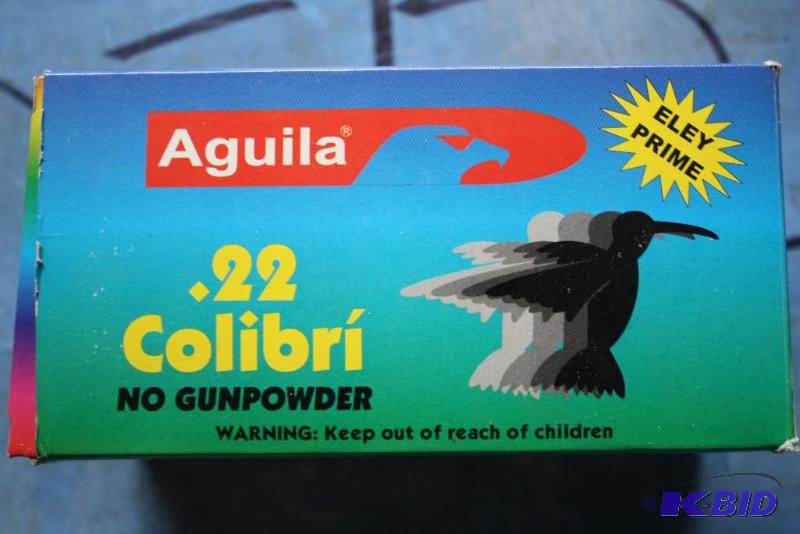 Aguila®
ELEY
PRIME
.22
Colibrí
NO GUNPOWDER
WARNING: Keep out of reach of children
© K-BID